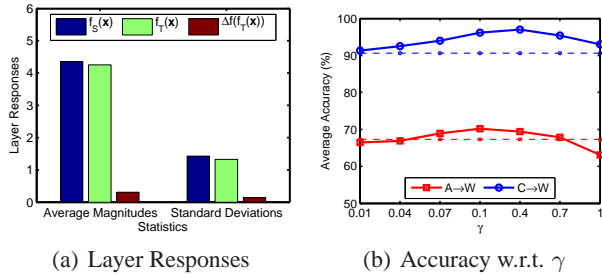 f_S(x) f_T(x) Δf(f_T(x))
Layer Responses
6
5
4
3
2
1
0
Average Magnitudes Standard Deviations
Statistics
(a) Layer Responses
Average Accuracy (%)
100
90
80
70
60
50
A→W C→W
0.01 0.04 0.07 0.1 0.4 0.7 1
γ
(b) Accuracy w.r.t. γ